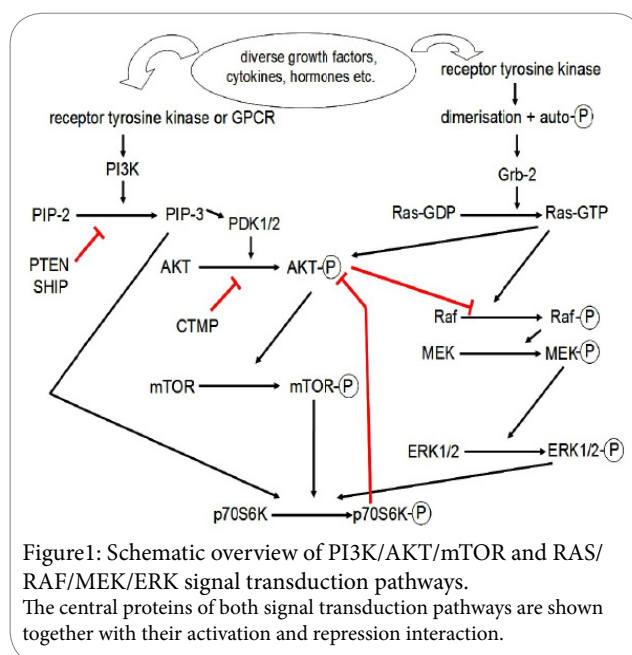 diverse growth factors,
cytokines, hormones etc.
receptor tyrosine kinase
receptor tyrosine kinase or GPCR
dimerisation + auto-P
PI3K
Grb-2
PIP-2
PIP-3
PDK1/2
Ras-GDP
Ras-GTP
PTEN
SHIP
AKT
AKT-P
CTMP
Raf
Raf-P
MEK
MEK-P
mTOR
mTOR-P
ERK1/2
ERK1/2-P
p70S6K
p70S6K-P
Figure1: Schematic overview of PI3K/AKT/mTOR and RAS/
RAF/MEK/ERK signal transduction pathways.
The central proteins of both signal transduction pathways are shown
together with their activation and repression interaction.